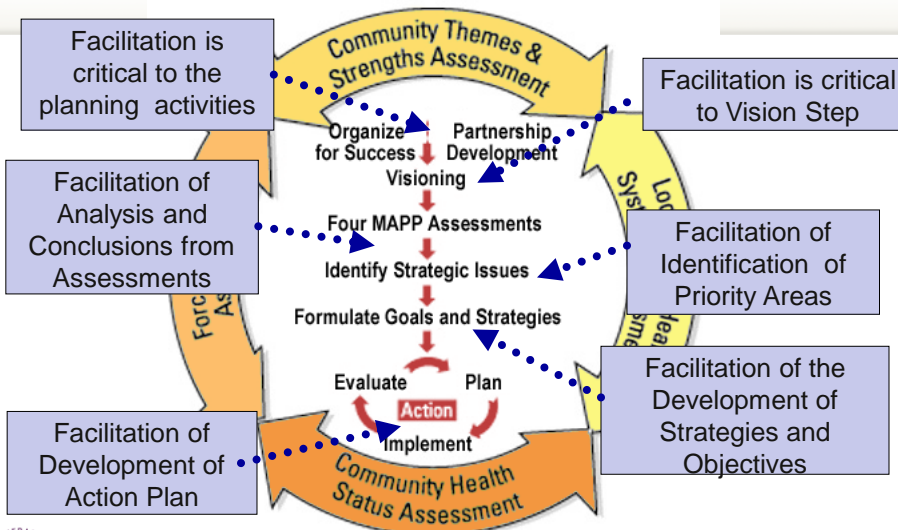 Facilitation is
critical to the
planning activities
Community Themes &
Strengths Assessment
Facilitation is critical
to Vision Step
Organize
for Success
Partnership
Development
Visioning
Facilitation of
Analysis and
Conclusions from
Assessments
Four MAPP Assessments
Identify Strategic Issues
Formulate Goals and Strategies
Facilitation of
Identification of
Priority Areas
Evaluate
Plan
Action
Implement
Facilitation of the
Development of
Strategies and
Objectives
Facilitation of
Development of
Action Plan
Community Health
Status Assessment